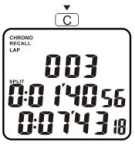 C
CHRONO
RECALL
LAP
003
SPLIT
0:01'40 56
0:07'43 18